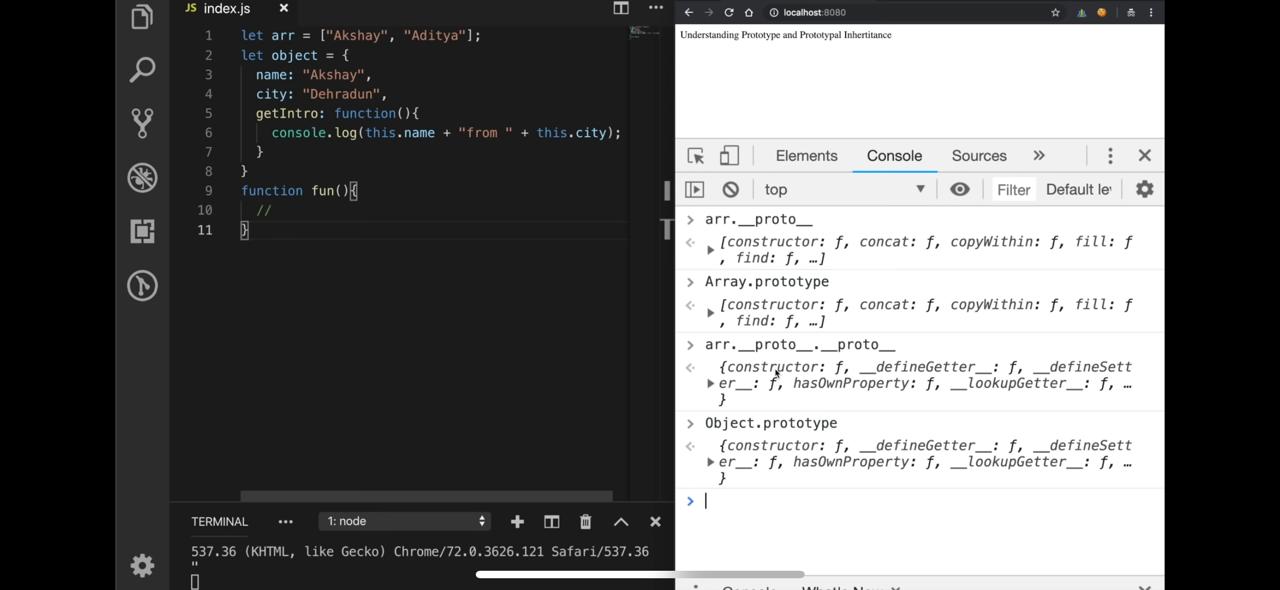 JS index.js ×
1 let arr = ["Akshay", "Aditya"];
2 let object = {
3 name: "Akshay",
4 city: "Dehradun",
5 getIntro: function(){
6 console.log(this.name + "from " + this.city);
7 }
8 }
9 function fun(){
10 //
11 }
TERMINAL ... 1: node
537.36 (KHTML, like Gecko) Chrome/72.0.3626.121 Safari/537.36
"
localhost:8080
Understanding Prototype and Prototypal Inhertitance
Elements Console Sources »
top Filter Default le
> arr.__proto__
[constructor: ƒ, concat: ƒ, copyWithin: ƒ, fill: ƒ
, find: ƒ, …]
> Array.prototype
[constructor: ƒ, concat: ƒ, copyWithin: ƒ, fill: ƒ
, find: ƒ, …]
> arr.__proto__.__proto__
{constructor: ƒ, __defineGetter__: ƒ, __defineSett
er__: ƒ, hasOwnProperty: ƒ, __lookupGetter__: ƒ, …
}
> Object.prototype
{constructor: ƒ, __defineGetter__: ƒ, __defineSett
er__: ƒ, hasOwnProperty: ƒ, __lookupGetter__: ƒ, …
}
>